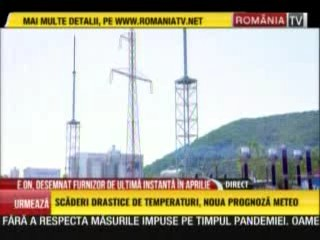 MAI MULTE DETALII, PE WWW.ROMANIATV.NET
ROMÂNIA TV
E.ON, DESEMNAT FURNIZOR DE ULTIMĂ INSTANȚĂ ÎN APRILIE
DIRECT
URMEAZĂ
SCĂDERI DRASTICE DE TEMPERATURI, NOUA PROGNOZĂ METEO
FĂRĂ A RESPECTA MĂSURILE IMPUSE PE TIMPUL PANDEMIEI. OAME